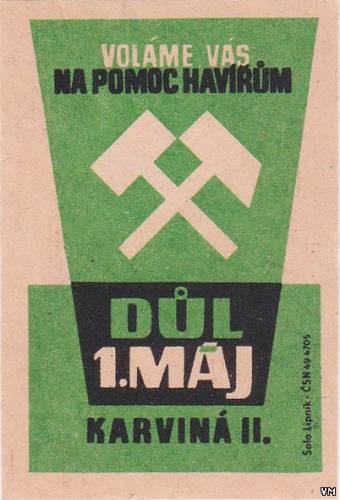 VOLÁME VÁS
NA POMOC HAVÍŘŮM
DŮL
1.MÁJ
KARVINÁ II.
Solo Lipník - ČSN 49 4705
VM